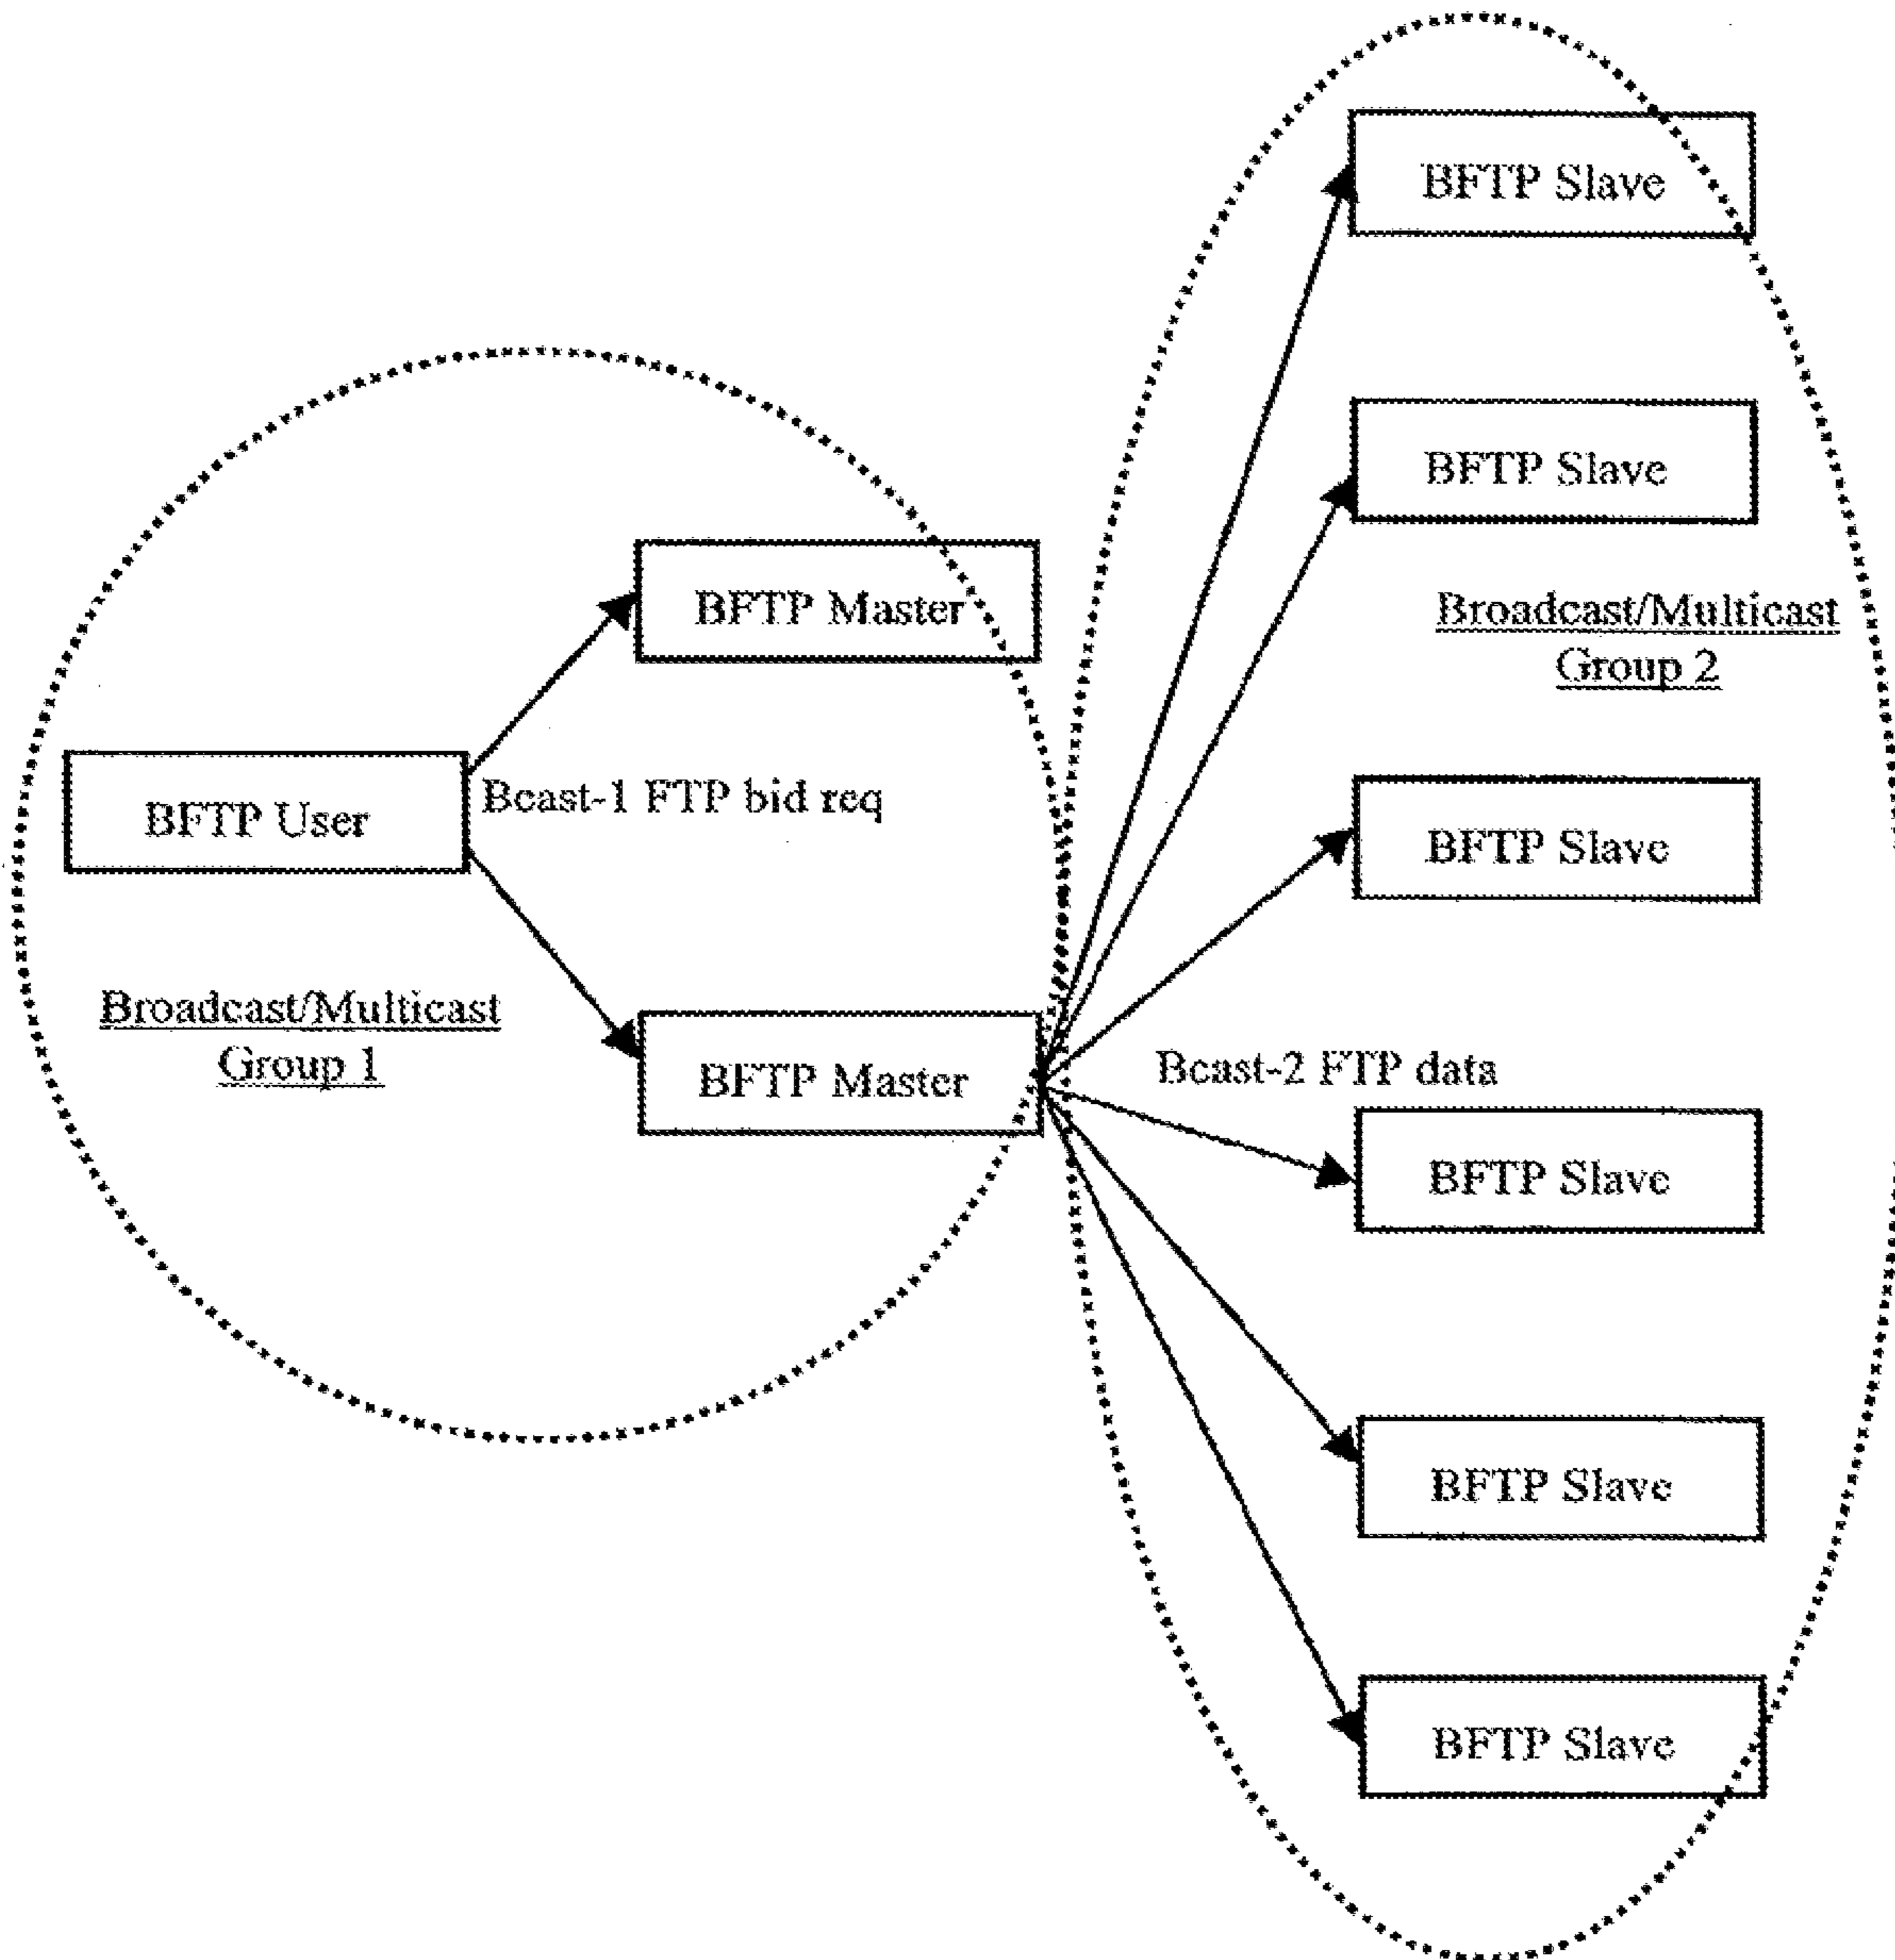 BFTP Slave
BFTP Slave
BFTP Master
Broadcast/Multicast
Group 2
BFTP User
Bcast-1 FTP bid req
BFTP Slave
Broadcast/Multicast
Group 1
BFTP Master
Bcast-2 FTP data
BFTP Slave
BFTP Slave
BFTP Slave